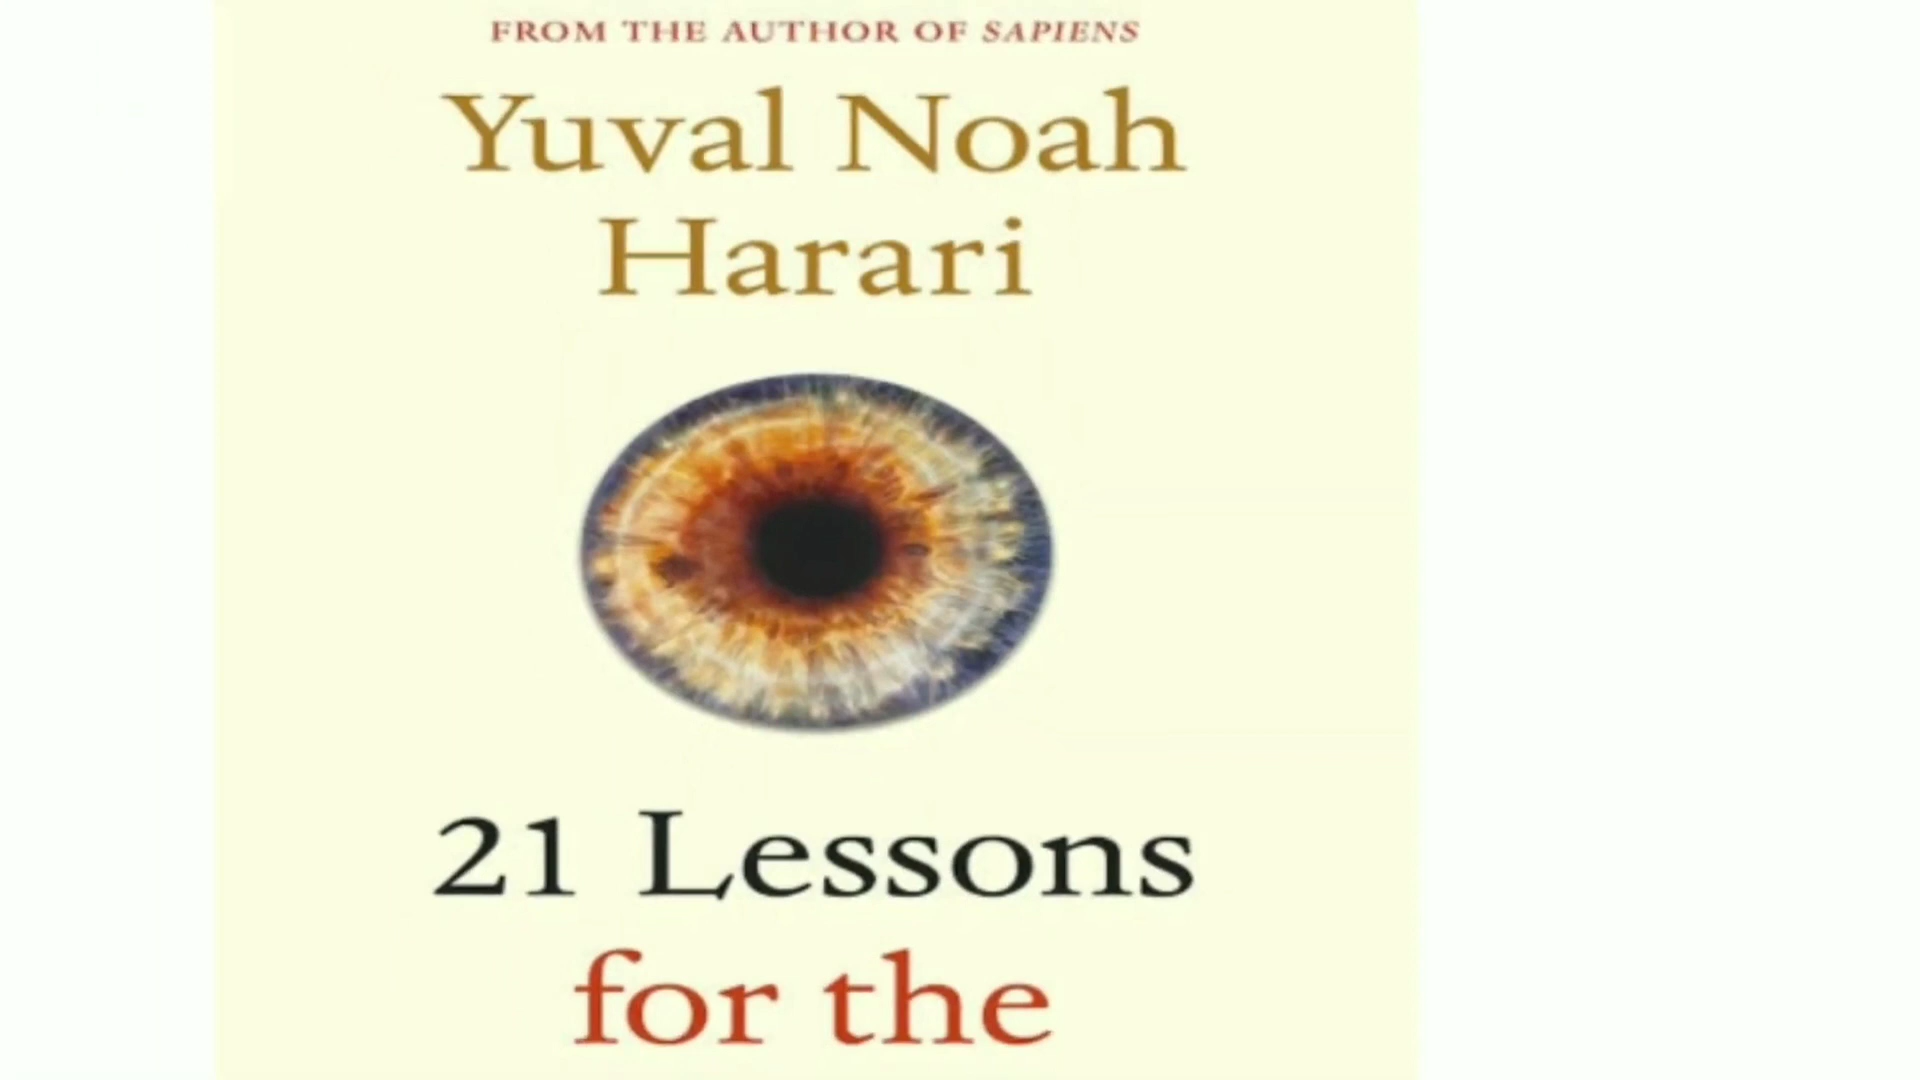 FROM THE AUTHOR OF SAPIENS
Yuval Noah
Harari
21 Lessons
for the